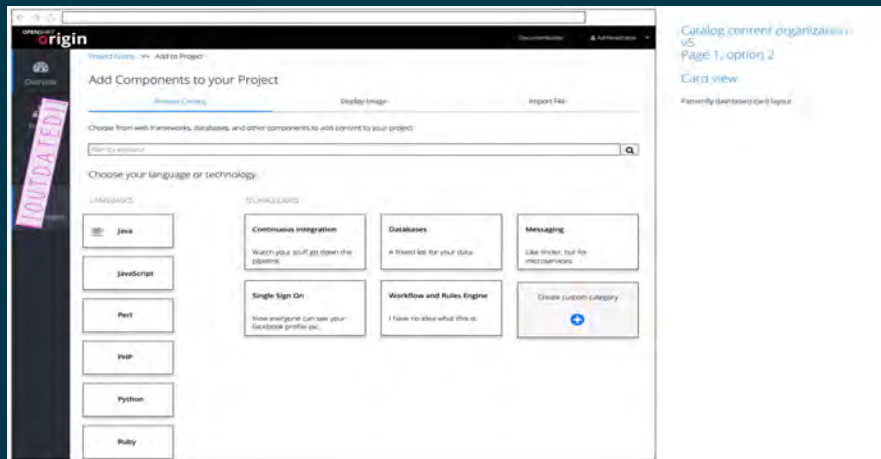 OPENSHIFT
origin
Documentation
Administrator
Overview
[OUTDATED]
Add to Project
Add Components to your Project
Browse Catalog
Deploy Image
Import File
Choose from web frameworks, databases, and other components to add content to your project.
Filter by keyword
Choose your language or technology.
LANGUAGES
TECHNOLOGIES
Java
JavaScript
Perl
PHP
Python
Ruby
Continuous Integration
Watch your stuff go down the
pipeline.
Databases
A friend list for your data.
Messaging
Like tinder, but for
microservices.
Single Sign On
Now everyone can see your
facebook profile pic.
Workflow and Rules Engine
I have no idea what this is.
Create custom category
Catalog content organization
v5
Page 1, option 2
Card view
Patternfly dashboard card layout